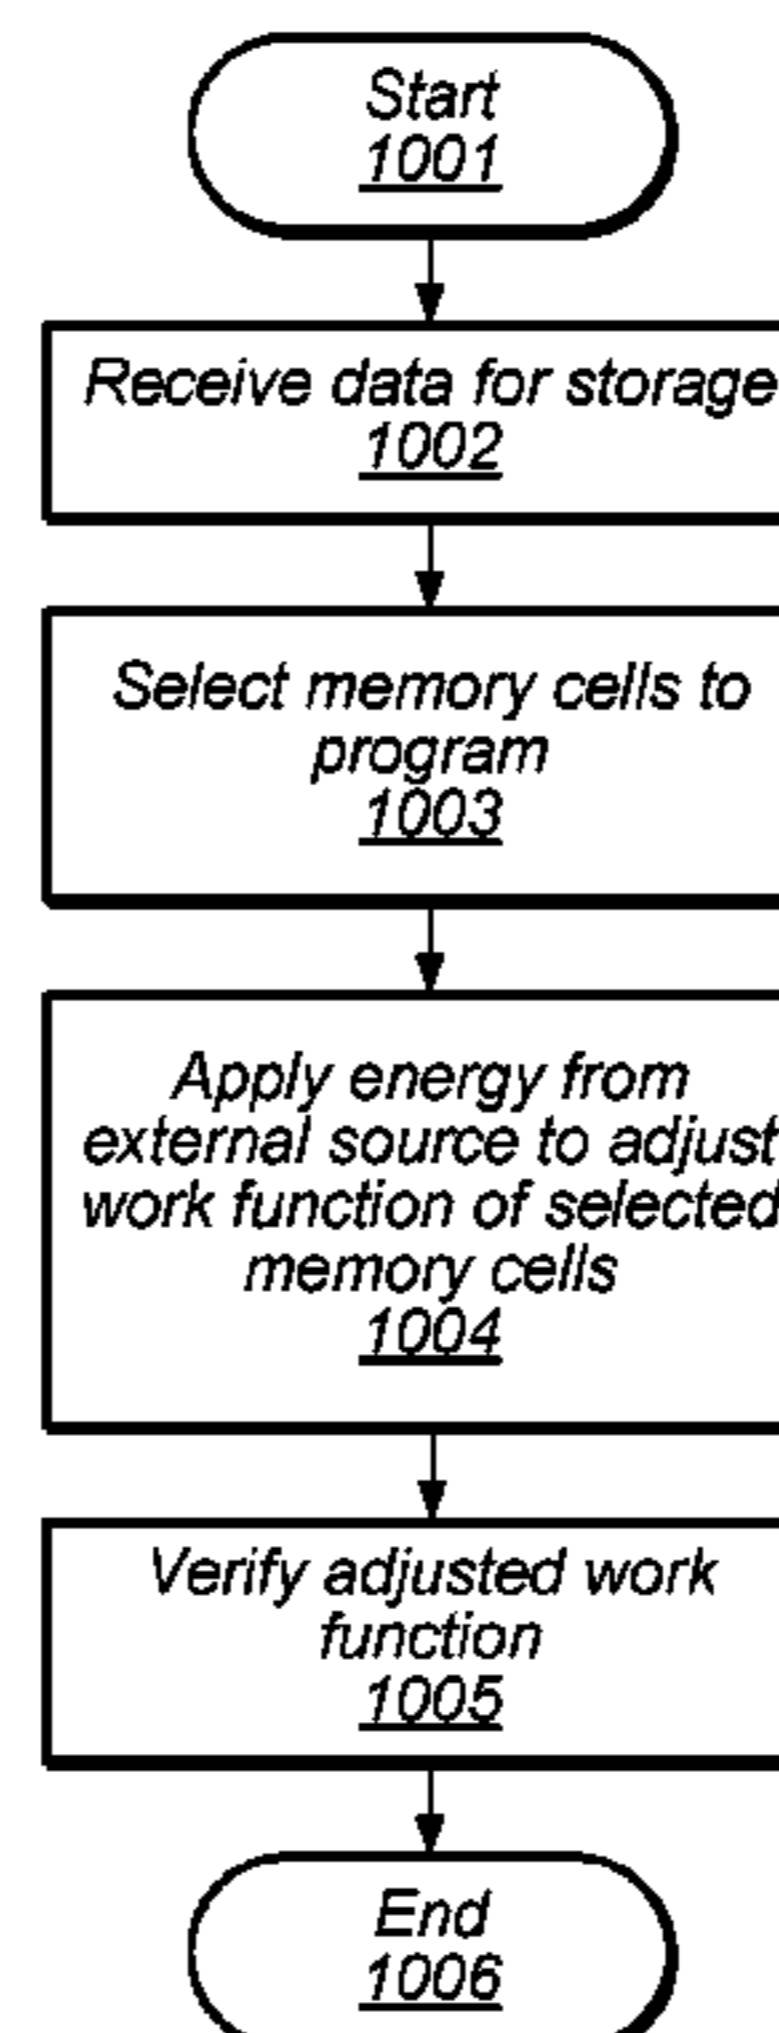 Start
1001
Receive data for storage
1002
Select memory cells to
program
1003
Apply energy from
external source to adjust
work function of selected
memory cells
1004
Verify adjusted work
function
1005
End
1006